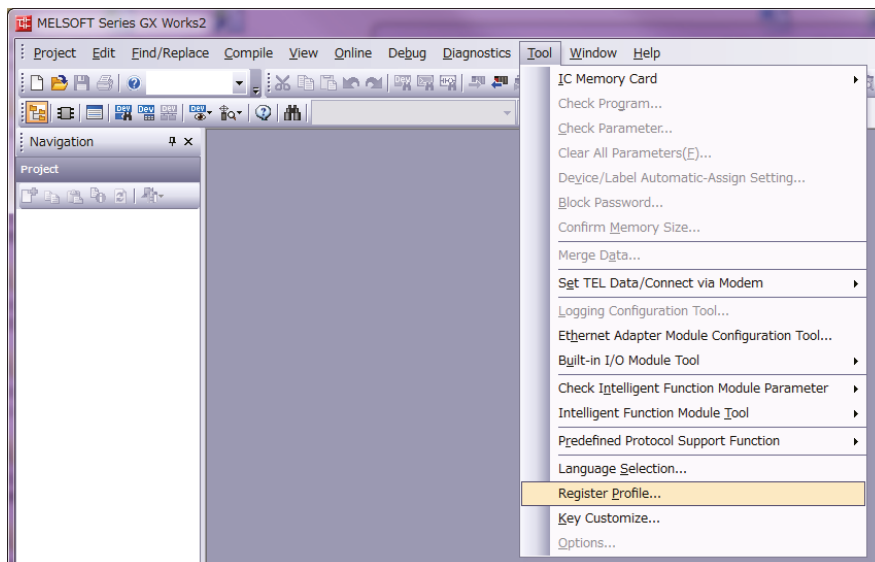 MELSOFT Series GX Works2
Project Edit Find/Replace Compile View Online Debug Diagnostics Tool Window Help
Navigation
Project
IC Memory Card
Check Program...
Check Parameter...
Clear All Parameters(F)...
Device/Label Automatic-Assign Setting...
Block Password...
Confirm Memory Size...
Merge Data...
Set TEL Data/Connect via Modem
Logging Configuration Tool...
Ethernet Adapter Module Configuration Tool...
Built-in I/O Module Tool
Check Intelligent Function Module Parameter
Intelligent Function Module Tool
Predefined Protocol Support Function
Language Selection...
Register Profile...
Key Customize...
Options...